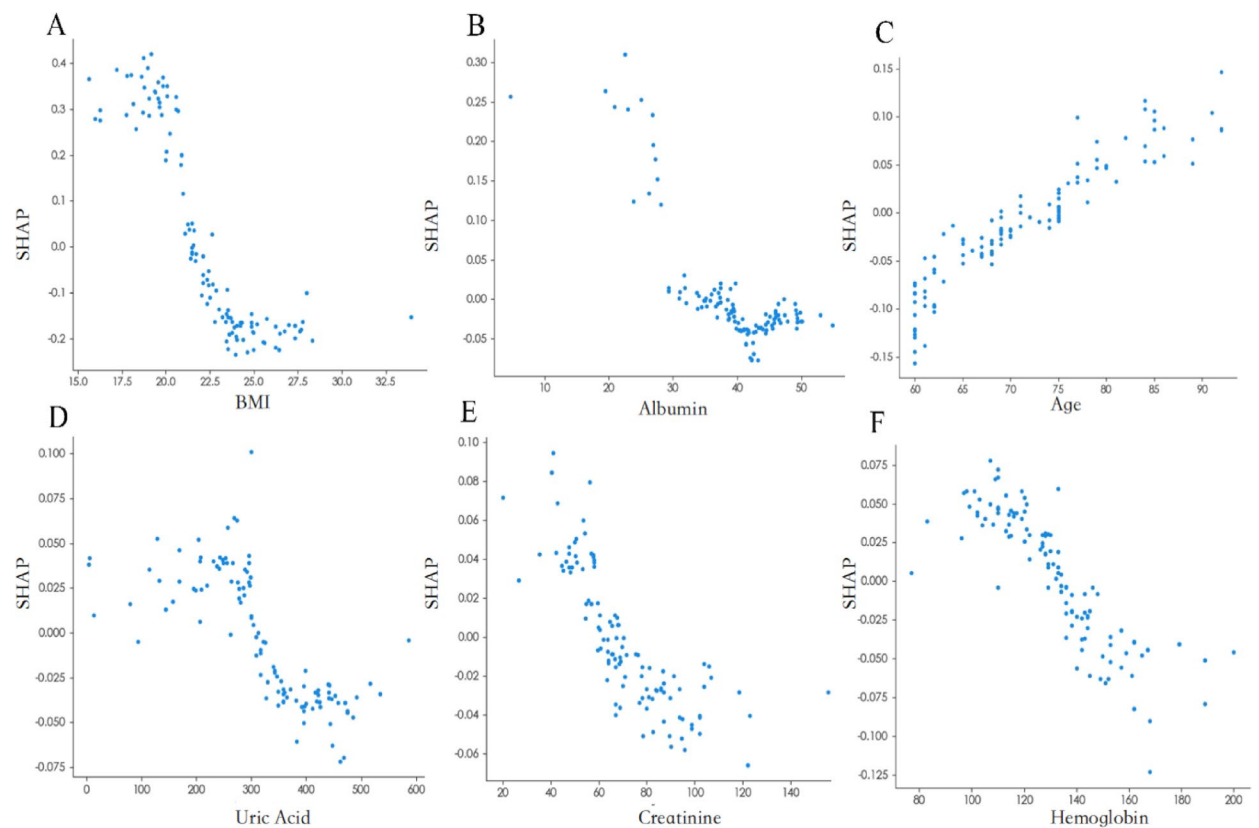 A
SHAP
0.4
0.3
0.2
0.1
0.0
-0.1
-0.2
15.0 17.5 20.0 22.5 25.0 27.5 30.0 32.5
BMI
B
SHAP
0.30
0.25
0.20
0.15
0.10
0.05
0.00
-0.05
10 20 30 40 50
Albumin
C
SHAP
0.15
0.10
0.05
0.00
-0.05
-0.10
-0.15
60 65 70 75 80 85 90
Age
D
SHAP
0.100
0.075
0.050
0.025
0.000
-0.025
-0.050
-0.075
0 100 200 300 400 500 600
Uric Acid
E
SHAP
0.10
0.08
0.06
0.04
0.02
0.00
-0.02
-0.04
-0.06
20 40 60 80 100 120 140
Creatinine
F
SHAP
0.075
0.050
0.025
0.000
-0.025
-0.050
-0.075
-0.100
-0.125
80 100 120 140 160 180 200
Hemoglobin